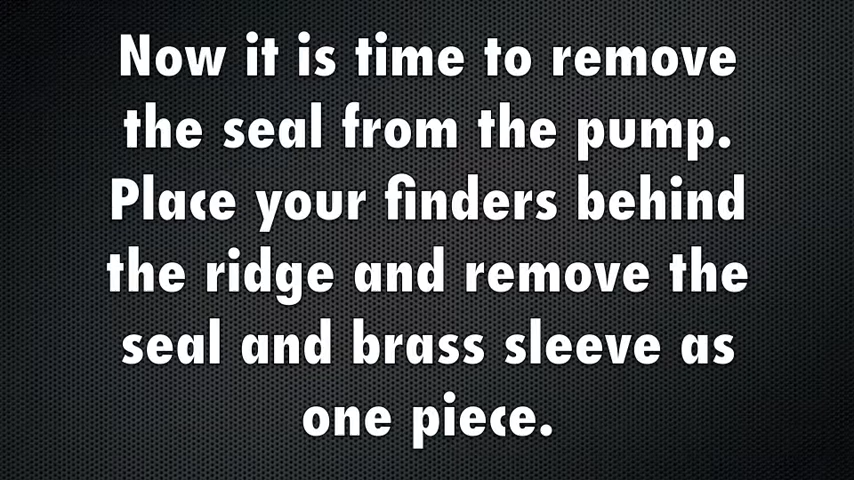 Now it is time to remove
the seal from the pump.
Place your finders behind
the ridge and remove the
seal and brass sleeve as
one piece.